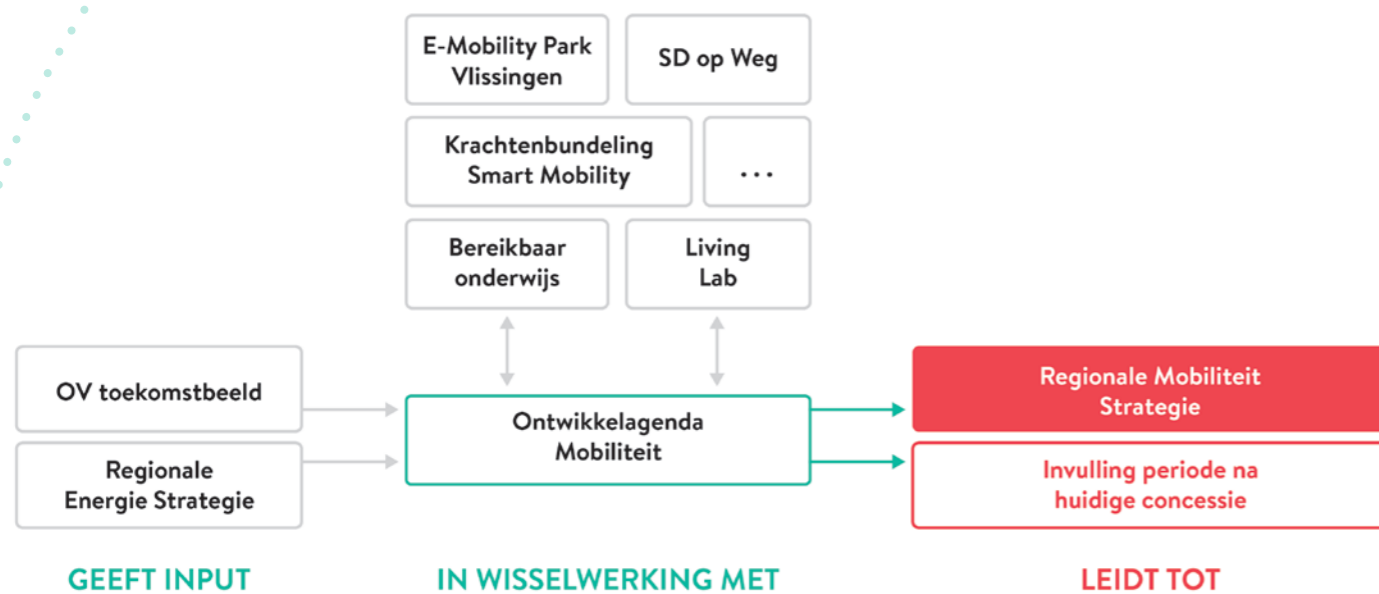 E-Mobility Park
Vlissingen
SD op Weg
Krachtenbundeling
Smart Mobility
...
Bereikbaar
onderwijs
Living
Lab
OV toekomstbeeld
Regionale
Energie Strategie
Ontwikkelagenda
Mobiliteit
Regionale Mobiliteit
Strategie
Invulling periode na
huidige concessie
GEEFT INPUT
IN WISSELWERKING MET
LEIDT TOT